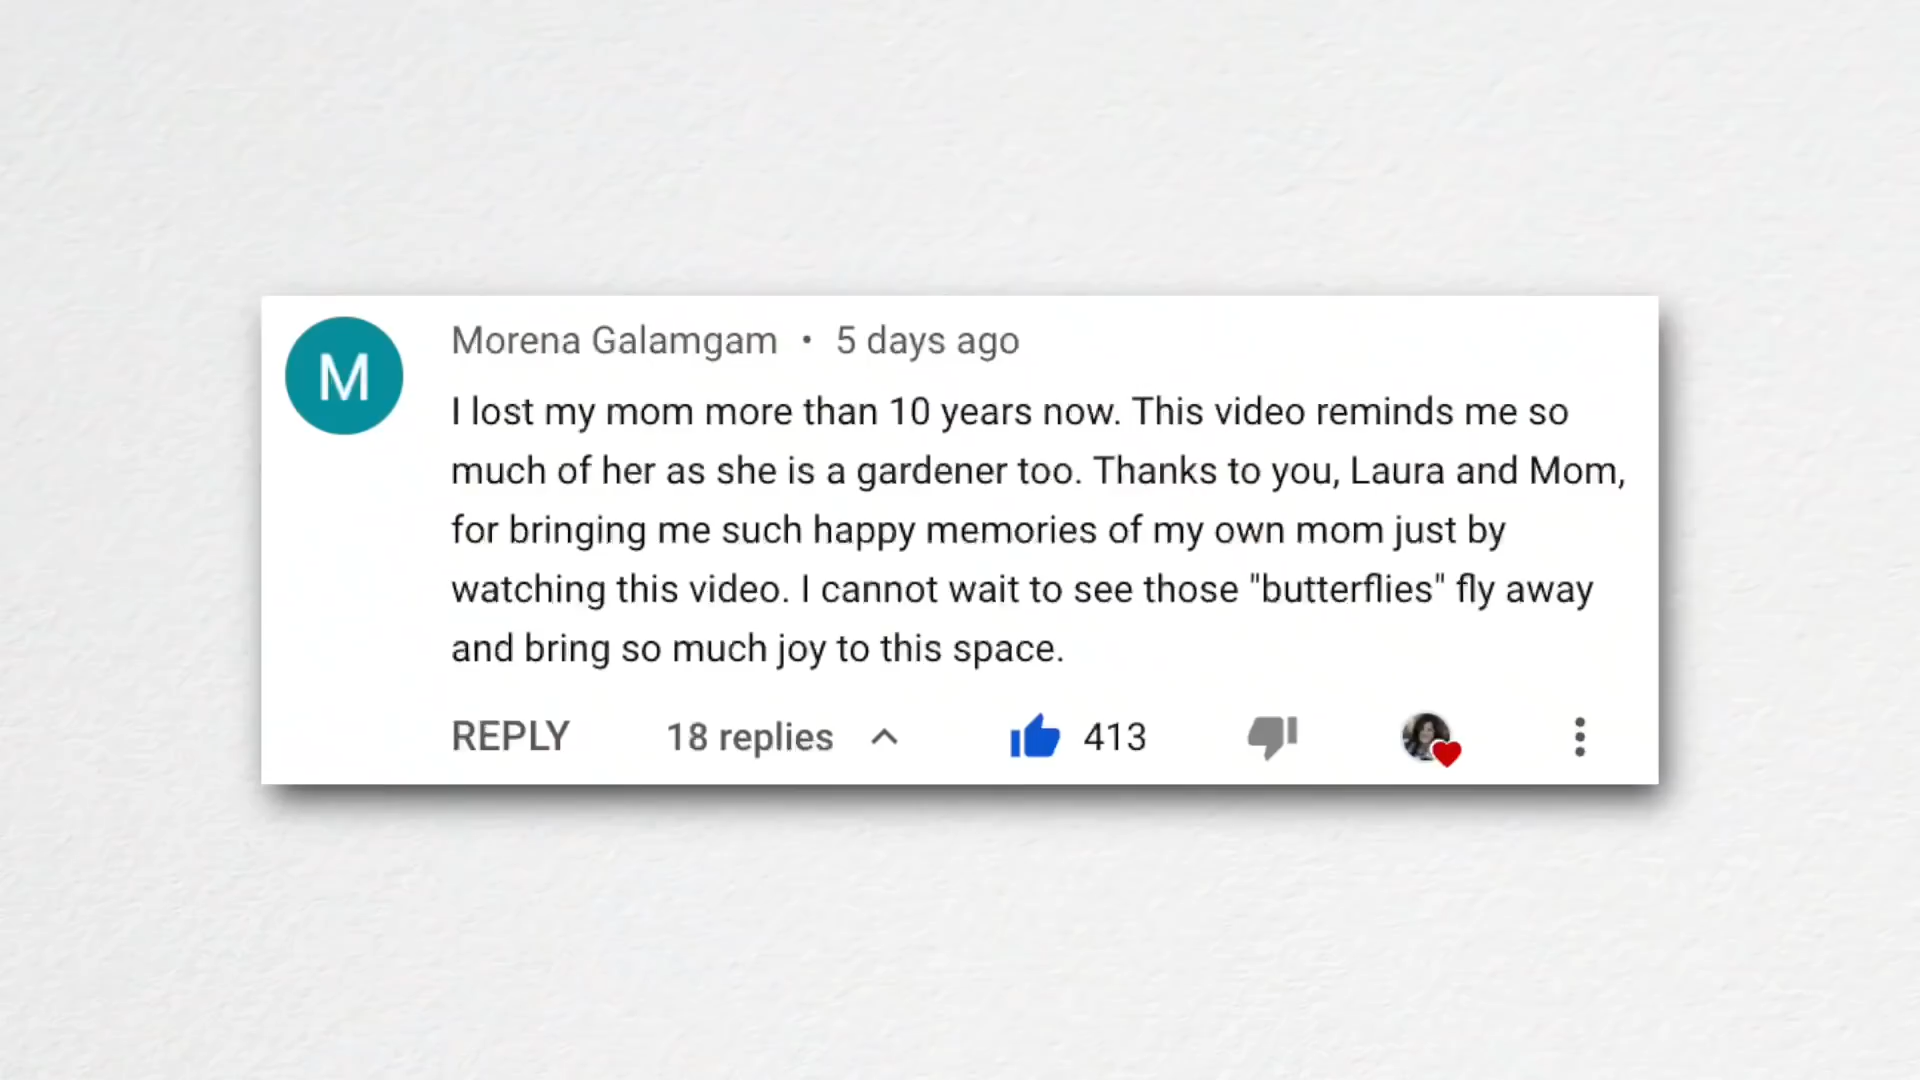 M
Morena Galamgam • 5 days ago
I lost my mom more than 10 years now. This video reminds me so
much of her as she is a gardener too. Thanks to you, Laura and Mom,
for bringing me such happy memories of my own mom just by
watching this video. I cannot wait to see those "butterflies" fly away
and bring so much joy to this space.
REPLY 18 replies 413